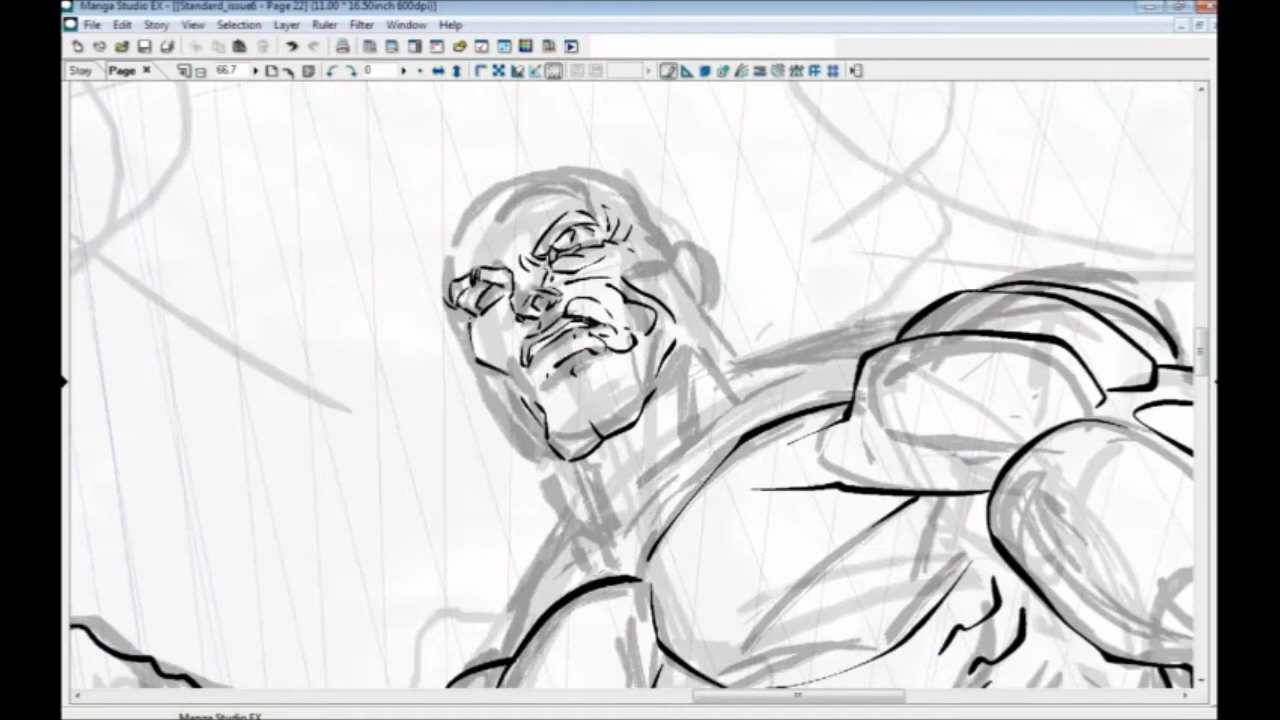 Manga Studio EX - [[Standard_issue6 - Page 22] (11.00 * 16.50inch 600dpi)]
File Edit Story View Selection Layer Ruler Filter Window Help
Story Page 66.7 0
Manga Studio EX